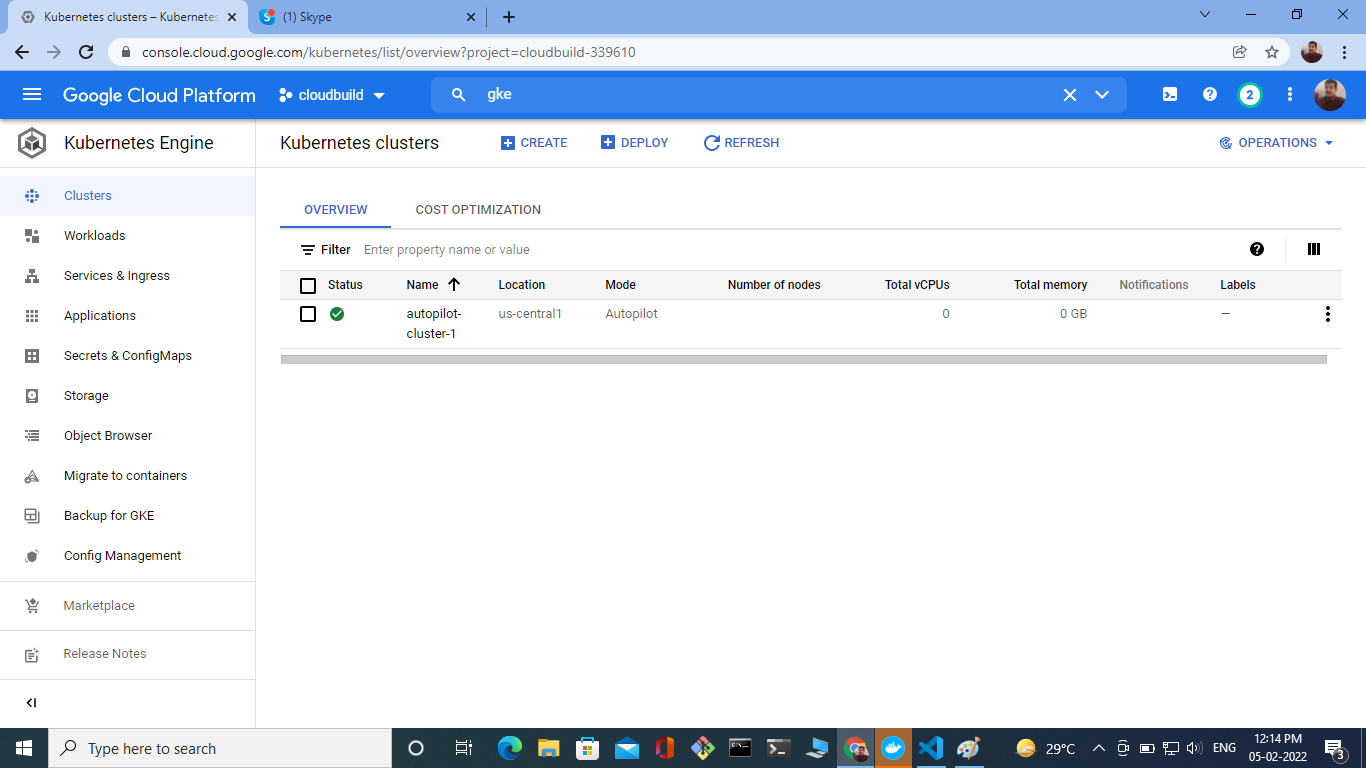 Kubernetes clusters – Kubernetes
(1) Skype
console.cloud.google.com/kubernetes/list/overview?project=cloudbuild-339610
Google Cloud Platform
cloudbuild
gke
2
Kubernetes Engine
Kubernetes clusters
CREATE
DEPLOY
REFRESH
OPERATIONS
Clusters
Workloads
Services & Ingress
Applications
Secrets & ConfigMaps
Storage
Object Browser
Migrate to containers
Backup for GKE
Config Management
Marketplace
Release Notes
OVERVIEW
COST OPTIMIZATION
Filter Enter property name or value
Status Name Location Mode Number of nodes Total vCPUs Total memory Notifications Labels
autopilot- us-central1 Autopilot 0 0 GB —
cluster-1
Type here to search
29°C
ENG
12:14 PM
05-02-2022
3